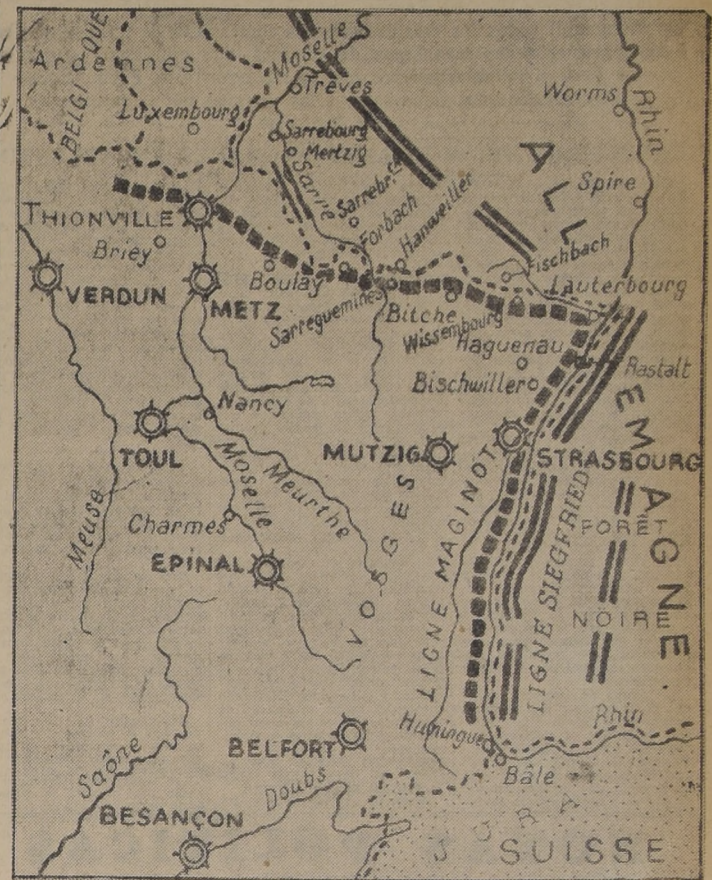 BELGIQUE
Ardennes
Moselle
Trèves
Luxembourg
Sarrebourg
Mertzig
Sarre
Sarrebr.
Forbach
Hanweiller
Worms
Rhin
Spire
ALLEMAGNE
Fischbach
Lauterbourg
THIONVILLE
Briey
Boulay
VERDUN
METZ
Sarreguemines
Bitche
Wissembourg
Haguenau
Bischwiller
Rastalt
Nancy
TOUL
MUTZIG
STRASBOURG
Moselle
Meurthe
Meuse
Charmes
EPINAL
VOSGES
LIGNE MAGINOT
LIGNE SIEGFRIED
FORÊT
NOIRE
Huningue
Rhin
Bâle
BELFORT
Saône
Doubs
BESANÇON
JURA
SUISSE